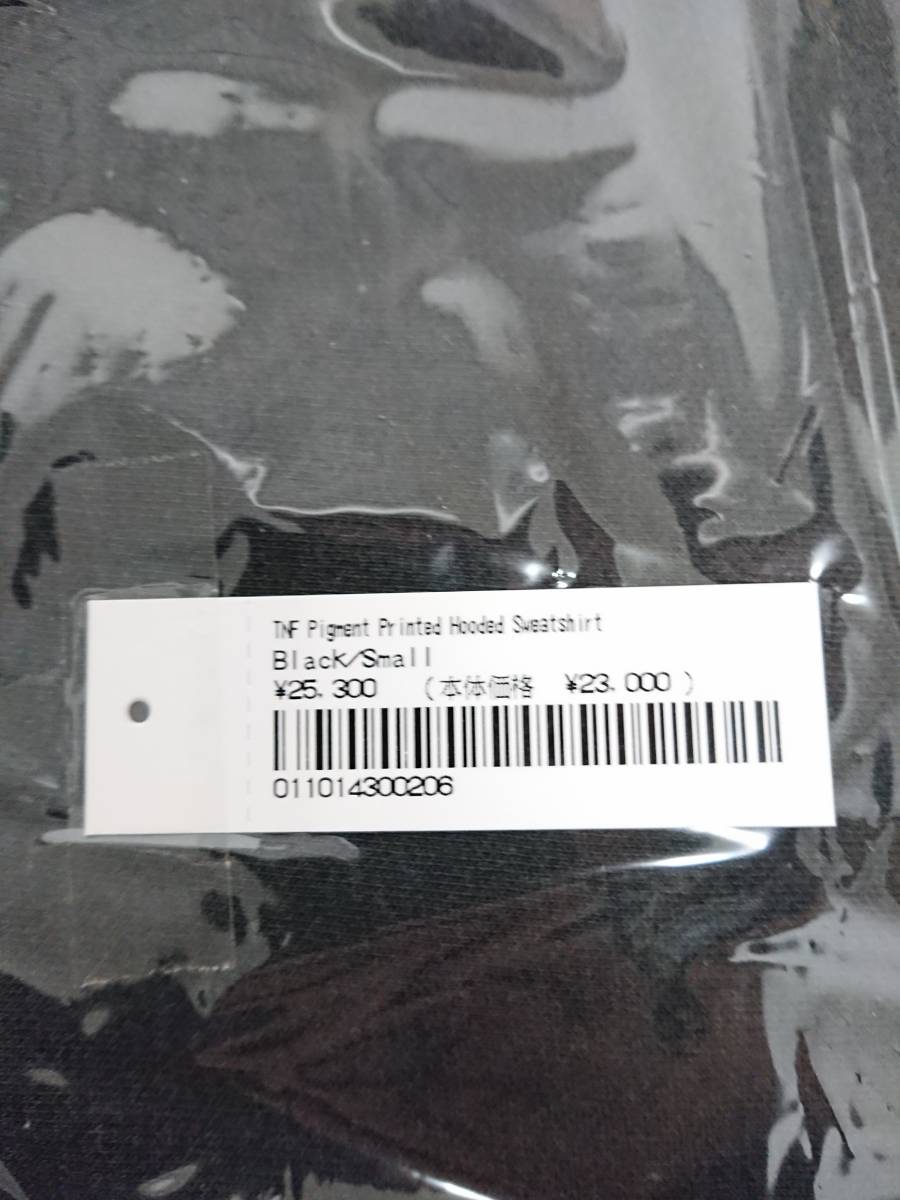 TNF Pigment Printed Hooded Sweatshirt
Black/Small
¥25,300 (本体価格 ¥23,000)
011014300206